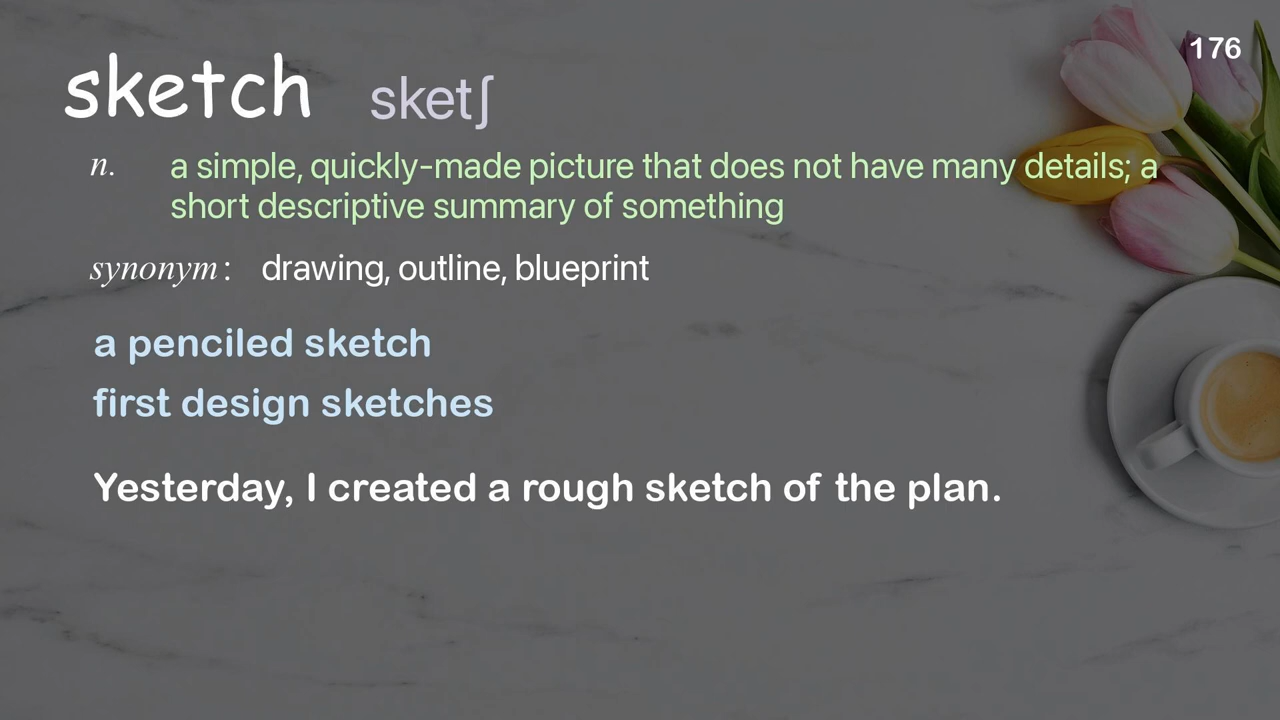 176
sketch sketʃ
n. a simple, quickly-made picture that does not have many details; a
short descriptive summary of something
synonym: drawing, outline, blueprint
a penciled sketch
first design sketches
Yesterday, I created a rough sketch of the plan.